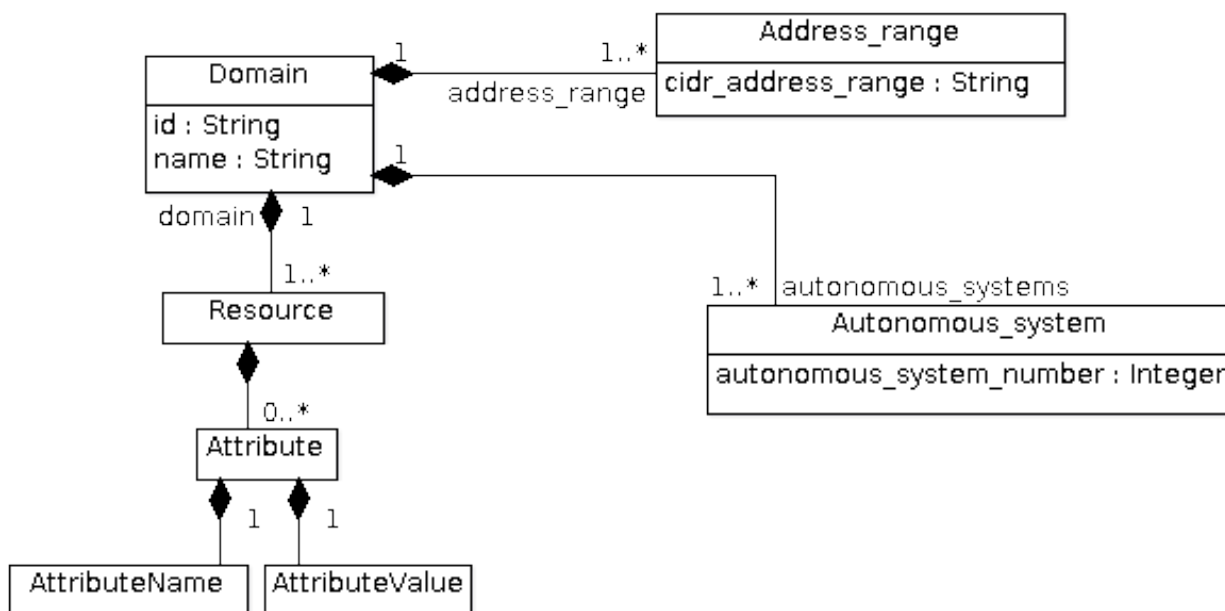 Address_range
cidr_address_range : String
1
1..*
address_range
Domain
id : String
name : String
1
domain
1
1..*
Resource
1..*
autonomous_systems
Autonomous_system
autonomous_system_number : Integer
0..*
Attribute
1
1
AttributeName
AttributeValue